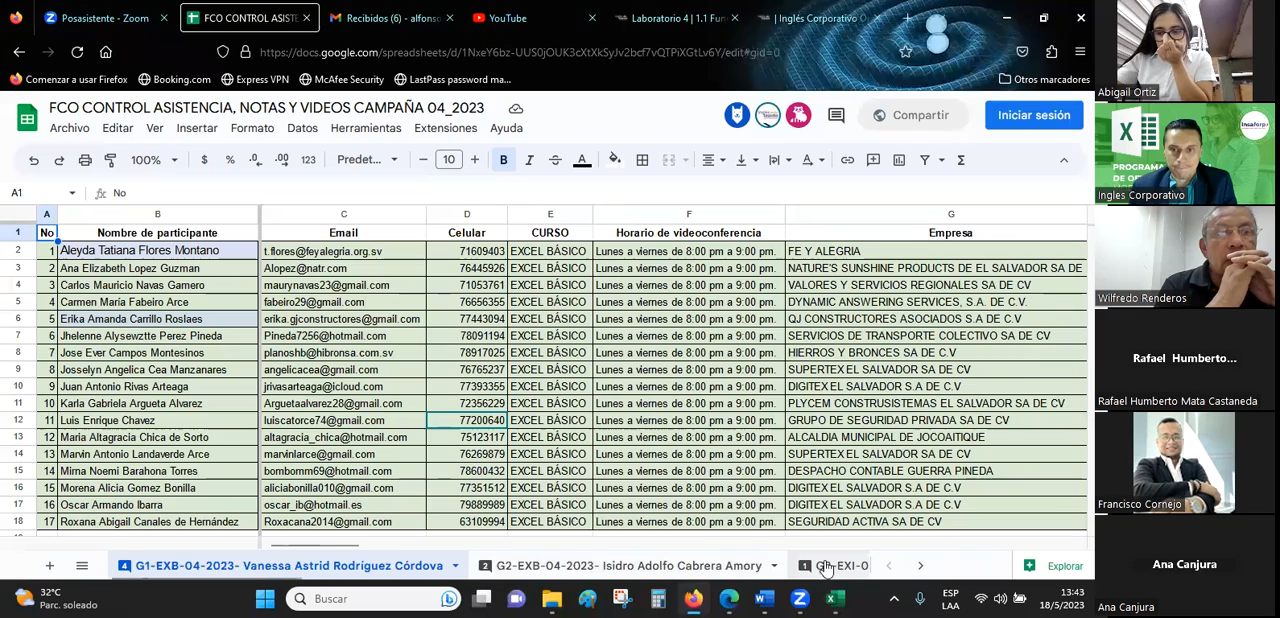 Posasistente - Zoom
FCO CONTROL ASISTE
Recibidos (6) - alfonso
YouTube
Laboratorio 4 | 1.1 Fun
| Inglés Corporativo O
https://docs.google.com/spreadsheets/d/1NxeY6bz-UUS0jOUK3cXtXkSyJv2bcf7vQTPiXGtLv6Y/edit#gid=0
Comenzar a usar Firefox
Booking.com
Express VPN
McAfee Security
LastPass password ma...
Otros marcadores
FCO CONTROL ASISTENCIA, NOTAS Y VIDEOS CAMPAÑA 04_2023
Archivo Editar Ver Insertar Formato Datos Herramientas Extensiones Ayuda
Compartir
Iniciar sesión
100% $ % .0 .00 123 Predet... 10 B I A
A1 fx No
A B C D E F G
1 No Nombre de participante Email Celular CURSO Horario de videoconferencia Empresa
2 1 Aleyda Tatiana Flores Montano t.flores@feyalegria.org.sv 71609403 EXCEL BÁSICO Lunes a viernes de 8:00 pm a 9:00 pm. FE Y ALEGRIA
3 2 Ana Elizabeth Lopez Guzman Alopez@natr.com 76445926 EXCEL BÁSICO Lunes a viernes de 8:00 pm a 9:00 pm. NATURE'S SUNSHINE PRODUCTS DE EL SALVADOR SA DE
4 3 Carlos Mauricio Navas Gamero maurynavas23@gmail.com 71053761 EXCEL BÁSICO Lunes a viernes de 8:00 pm a 9:00 pm. VALORES Y SERVICIOS REGIONALES SA DE CV
5 4 Carmen María Fabeiro Arce fabeiro29@gmail.com 76656355 EXCEL BÁSICO Lunes a viernes de 8:00 pm a 9:00 pm. DYNAMIC ANSWERING SERVICES, S.A. DE C.V.
6 5 Erika Amanda Carrillo Roslaes erika.gjconstructores@gmail.com 77443094 EXCEL BÁSICO Lunes a viernes de 8:00 pm a 9:00 pm. QJ CONSTRUCTORES ASOCIADOS S.A DE C.V
7 6 Jhelenne Alysewztte Perez Pineda Pineda7256@hotmail.com 78091194 EXCEL BÁSICO Lunes a viernes de 8:00 pm a 9:00 pm. SERVICIOS DE TRANSPORTE COLECTIVO SA DE CV
8 7 Jose Ever Campos Montesinos planoshb@hibronsa.com.sv 78917025 EXCEL BÁSICO Lunes a viernes de 8:00 pm a 9:00 pm. HIERROS Y BRONCES SA DE C.V
9 8 Josselyn Angelica Cea Manzanares angelicacea@gmail.com 76765237 EXCEL BÁSICO Lunes a viernes de 8:00 pm a 9:00 pm. SUPERTEX EL SALVADOR SA DE CV
10 9 Juan Antonio Rivas Arteaga jrivasarteaga@icloud.com 77393355 EXCEL BÁSICO Lunes a viernes de 8:00 pm a 9:00 pm. DIGITEX EL SALVADOR S.A DE C.V
11 10 Karla Gabriela Argueta Alvarez Arguetaalvarez28@gmail.com 72356229 EXCEL BÁSICO Lunes a viernes de 8:00 pm a 9:00 pm. PLYCEM CONSTRUSISTEMAS EL SALVADOR SA DE CV
12 11 Luis Enrique Chavez luiscatorce74@gmail.com 77200640 EXCEL BÁSICO Lunes a viernes de 8:00 pm a 9:00 pm. GRUPO DE SEGURIDAD PRIVADA SA DE CV
13 12 Maria Altagracia Chica de Sorto altagracia_chica@hotmail.com 75123117 EXCEL BÁSICO Lunes a viernes de 8:00 pm a 9:00 pm. ALCALDIA MUNICIPAL DE JOCOAITIQUE
14 13 Marvin Antonio Landaverde Arce marvinlarce@gmail.com 75069879 EXCEL BÁSICO Lunes a viernes de 8:00 pm a 9:00 pm. SUPERTEX EL SALVADOR SA DE CV
15 14 Mirna Noemi Barahona Torres bombomm69@hotmail.com 78600432 EXCEL BÁSICO Lunes a viernes de 8:00 pm a 9:00 pm. DESPACHO CONTABLE GUERRA PINEDA
16 15 Morena Alicia Gomez Bonilla aliciabonilla010@gmail.com 77351512 EXCEL BÁSICO Lunes a viernes de 8:00 pm a 9:00 pm. DIGITEX EL SALVADOR S.A DE C.V
17 16 Oscar Armando Ibarra oscar_ib@hotmail.es 79889989 EXCEL BÁSICO Lunes a viernes de 8:00 pm a 9:00 pm. DIGITEX EL SALVADOR S.A DE C.V
18 17 Roxana Abigail Canales de Hernández Roxacana2014@gmail.com 63109994 EXCEL BÁSICO Lunes a viernes de 8:00 pm a 9:00 pm. SEGURIDAD ACTIVA SA DE CV
4 G1-EXB-04-2023- Vanessa Astrid Rodríguez Córdova
2 G2-EXB-04-2023- Isidro Adolfo Cabrera Amory
1
Explorar
32°C
Parc. soleado
Buscar
ESP
LAA
13:43
18/5/2023
Abigail Ortiz
PROGRAMA
DE
InsaForp
Ingles Corporativo
Wilfredo Renderos
Rafael Humberto...
Rafael Humberto Mata Castaneda
Francisco Cornejo
Ana Canjura
Ana Canjura